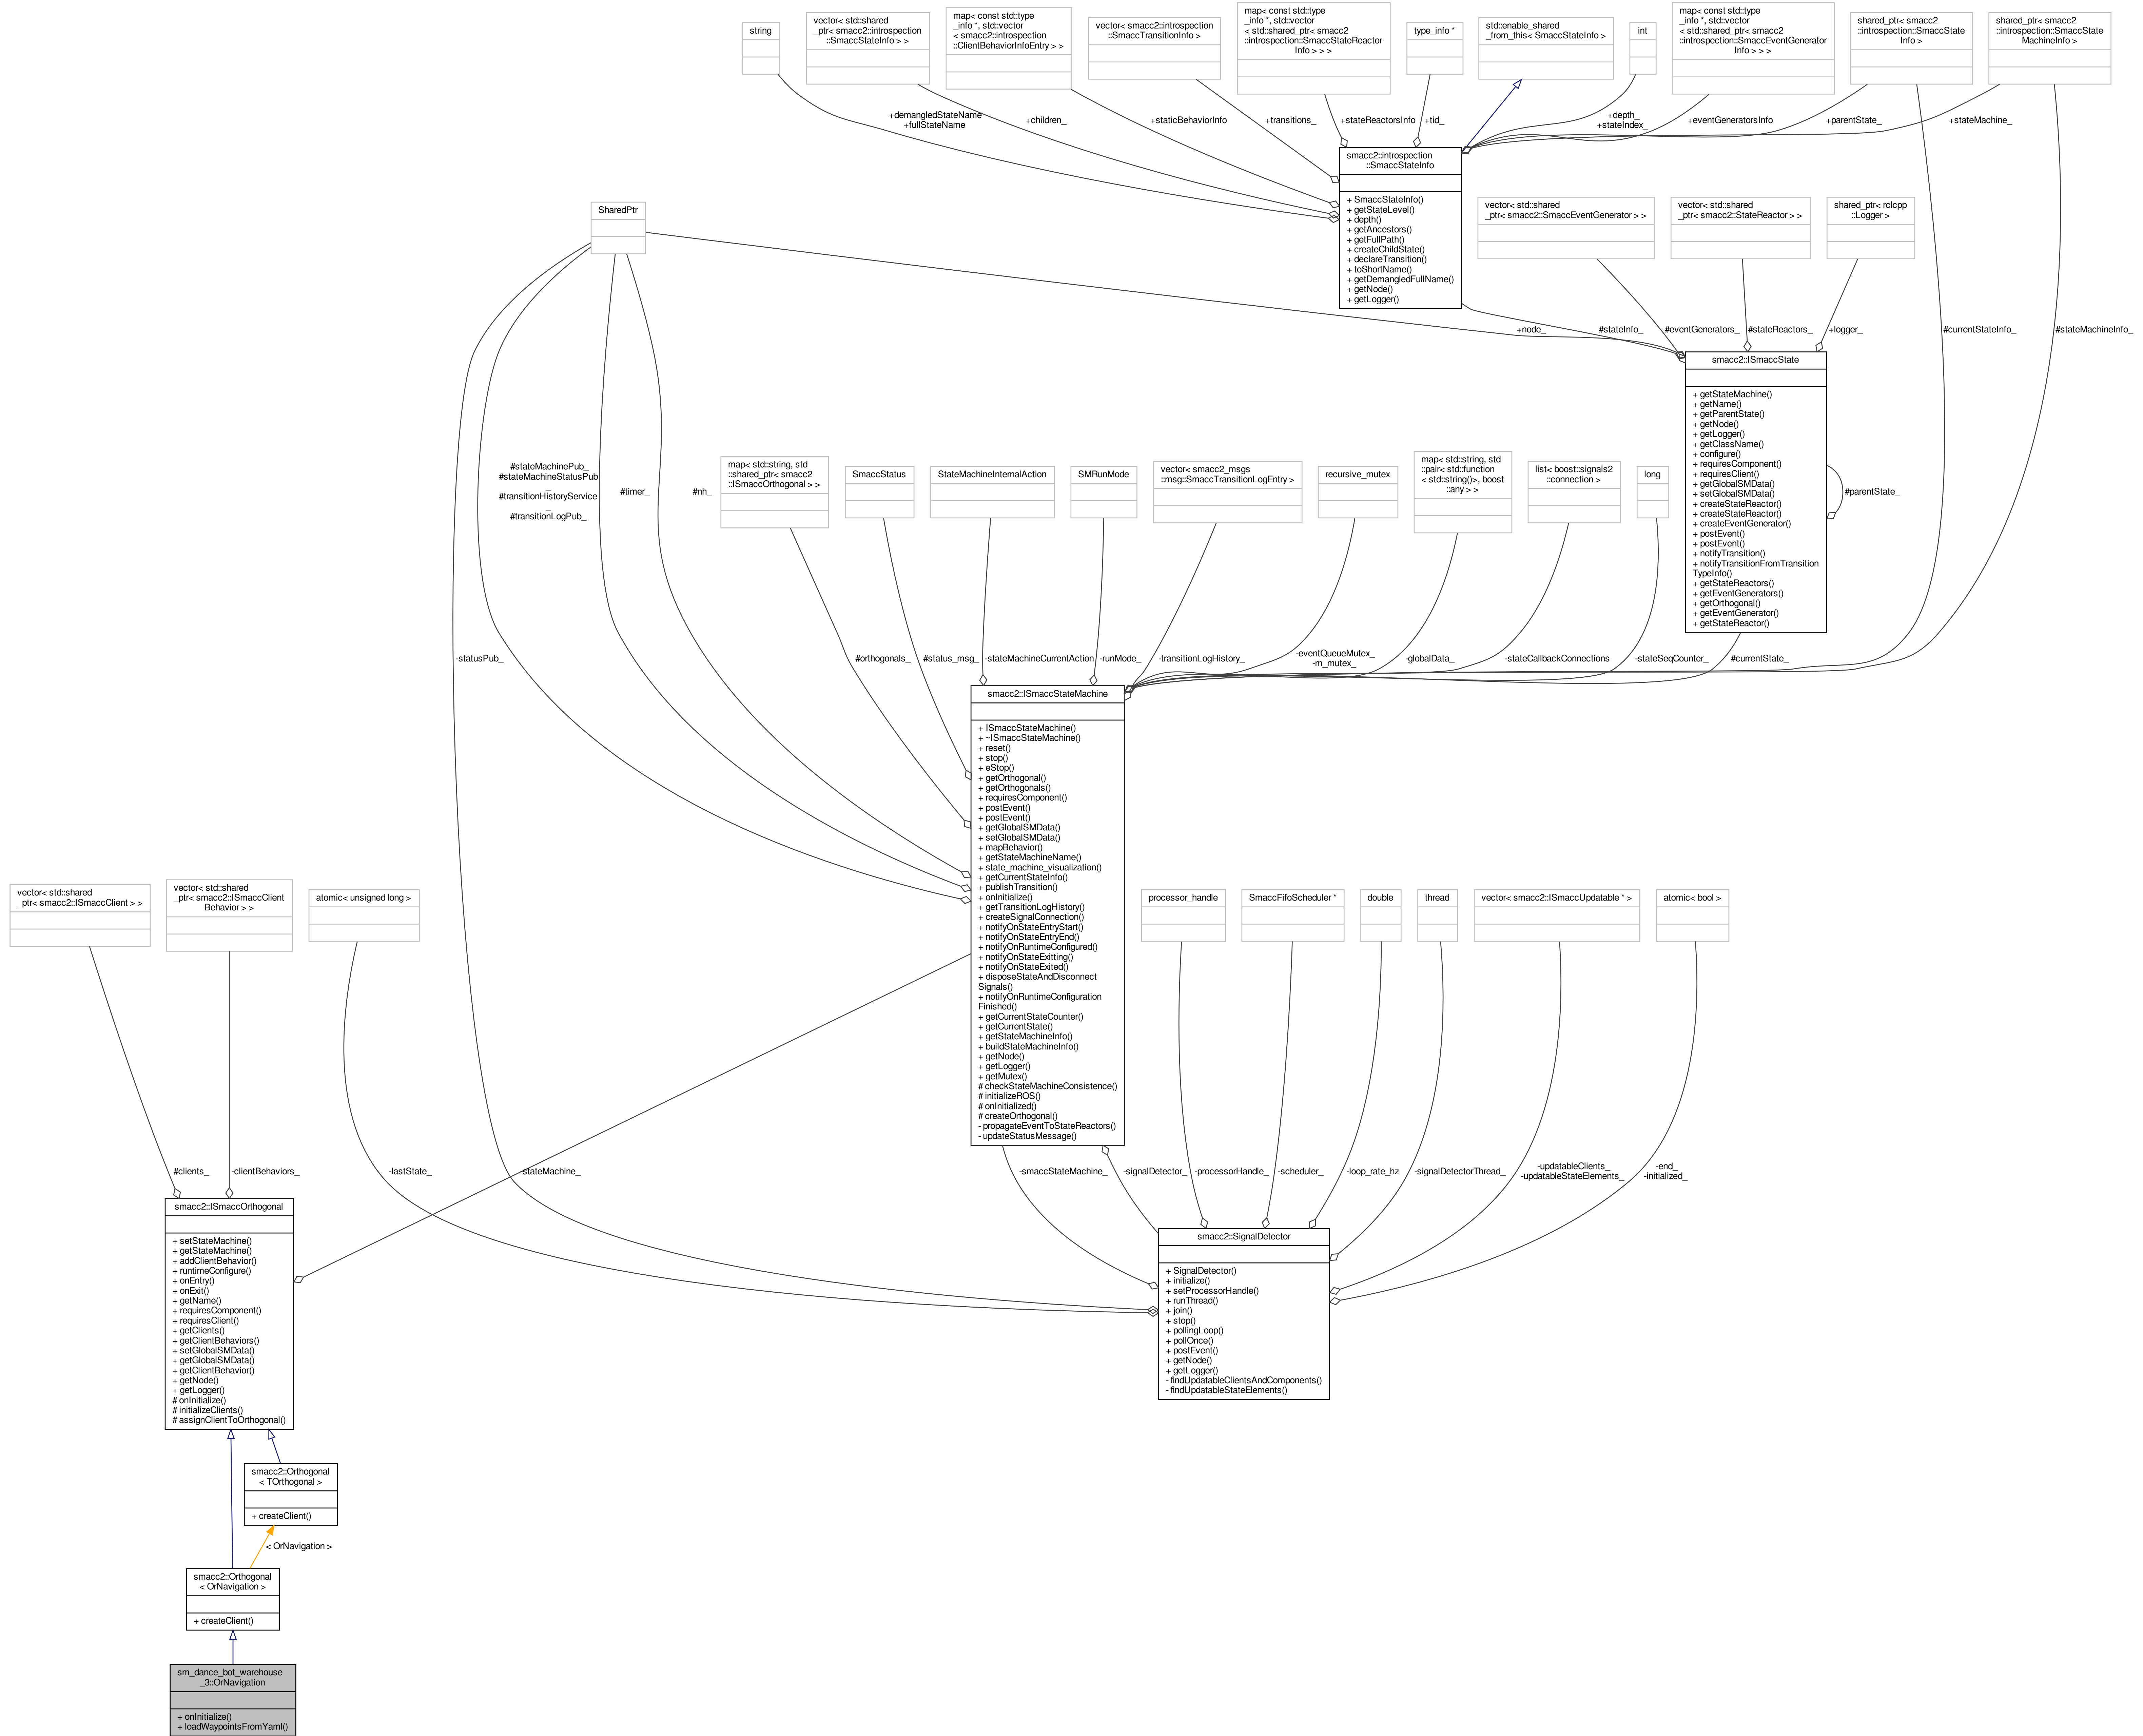 string
vector< std::shared
_ptr< smacc2::introspection
::SmaccStateInfo > >
map< const std::type
_info *, std::vector
< smacc2::introspection
::ClientBehaviorInfoEntry > >
vector< smacc2::introspection
::SmaccTransitionInfo >
map< const std::type
_info *, std::vector
< std::shared_ptr< smacc2
::introspection::SmaccStateReactor
Info > > >
type_info *
std::enable_shared
_from_this< SmaccStateInfo >
int
map< const std::type
_info *, std::vector
< std::shared_ptr< smacc2
::introspection::SmaccEventGenerator
Info > > >
shared_ptr< smacc2
::introspection::SmaccState
Info >
shared_ptr< smacc2
::introspection::SmaccState
MachineInfo >
+demangledStateName
+fullStateName
+children_
+staticBehaviorInfo
+transitions_
+stateReactorsInfo
+tid_
+depth_
+stateIndex_
+eventGeneratorsInfo
+parentState_
+stateMachine_
smacc2::introspection
::SmaccStateInfo
+ SmaccStateInfo()
+ getStateLevel()
+ depth()
+ getAncestors()
+ getFullPath()
+ createChildState()
+ declareTransition()
+ toShortName()
+ getDemangledFullName()
+ getNode()
+ getLogger()
SharedPtr
vector< std::shared
_ptr< smacc2::SmaccEventGenerator > >
vector< std::shared
_ptr< smacc2::StateReactor > >
shared_ptr< rclcpp
::Logger >
+node_
#stateInfo_
#eventGenerators_
#stateReactors_
+logger_
#currentStateInfo_
#stateMachineInfo_
smacc2::ISmaccState
+ getStateMachine()
+ getName()
+ getParentState()
+ getNode()
+ getLogger()
+ getClassName()
+ configure()
+ requiresComponent()
+ requiresClient()
+ getGlobalSMData()
+ setGlobalSMData()
+ createStateReactor()
+ createStateReactor()
+ createEventGenerator()
+ postEvent()
+ postEvent()
+ notifyTransition()
+ notifyTransitionFromTransition
TypeInfo()
+ getStateReactors()
+ getEventGenerators()
+ getOrthogonal()
+ getEventGenerator()
+ getStateReactor()
#parentState_
#stateMachinePub_
#stateMachineStatusPub
_
#transitionHistoryService
_
#transitionLogPub_
#timer_
#nh_
map< std::string, std
::shared_ptr< smacc2
::ISmaccOrthogonal > >
SmaccStatus
StateMachineInternalAction
SMRunMode
vector< smacc2_msgs
::msg::SmaccTransitionLogEntry >
recursive_mutex
map< std::string, std
::pair< std::function
< std::string()>, boost
::any > >
list< boost::signals2
::connection >
long
-statusPub_
#orthogonals_
#status_msg_
-stateMachineCurrentAction
-runMode_
-transitionLogHistory_
-eventQueueMutex_
-m_mutex_
-globalData_
-stateCallbackConnections
-stateSeqCounter_
#currentState_
smacc2::ISmaccStateMachine
+ ISmaccStateMachine()
+ ~ISmaccStateMachine()
+ reset()
+ stop()
+ eStop()
+ getOrthogonal()
+ getOrthogonals()
+ requiresComponent()
+ postEvent()
+ postEvent()
+ getGlobalSMData()
+ setGlobalSMData()
+ mapBehavior()
+ getStateMachineName()
+ state_machine_visualization()
+ getCurrentStateInfo()
+ publishTransition()
+ onInitialize()
+ getTransitionLogHistory()
+ createSignalConnection()
+ notifyOnStateEntryStart()
+ notifyOnStateEntryEnd()
+ notifyOnRuntimeConfigured()
+ notifyOnStateExitting()
+ notifyOnStateExited()
+ disposeStateAndDisconnect
Signals()
+ notifyOnRuntimeConfiguration
Finished()
+ getCurrentStateCounter()
+ getCurrentState()
+ getStateMachineInfo()
+ buildStateMachineInfo()
+ getNode()
+ getLogger()
+ getMutex()
# checkStateMachineConsistence()
# initializeROS()
# onInitialized()
# createOrthogonal()
- propagateEventToStateReactors()
- updateStatusMessage()
vector< std::shared
_ptr< smacc2::ISmaccClient > >
vector< std::shared
_ptr< smacc2::ISmaccClient
Behavior > >
atomic< unsigned long >
processor_handle
SmaccFifoScheduler *
double
thread
vector< smacc2::ISmaccUpdatable * >
atomic< bool >
#clients_
-clientBehaviors_
-lastState_
-stateMachine_
-smaccStateMachine_
-signalDetector_
-processorHandle_
-scheduler_
-loop_rate_hz
-signalDetectorThread_
-updatableClients_
-updatableStateElements_
-end_
-initialized_
smacc2::ISmaccOrthogonal
+ setStateMachine()
+ getStateMachine()
+ addClientBehavior()
+ runtimeConfigure()
+ onEntry()
+ onExit()
+ getName()
+ requiresComponent()
+ requiresClient()
+ getClients()
+ getClientBehaviors()
+ setGlobalSMData()
+ getGlobalSMData()
+ getClientBehavior()
+ getNode()
+ getLogger()
# onInitialize()
# initializeClients()
# assignClientToOrthogonal()
smacc2::SignalDetector
+ SignalDetector()
+ initialize()
+ setProcessorHandle()
+ runThread()
+ join()
+ stop()
+ pollingLoop()
+ pollOnce()
+ postEvent()
+ getNode()
+ getLogger()
- findUpdatableClientsAndComponents()
- findUpdatableStateElements()
smacc2::Orthogonal
< TOrthogonal >
+ createClient()
< OrNavigation >
smacc2::Orthogonal
< OrNavigation >
+ createClient()
sm_dance_bot_warehouse
_3::OrNavigation
+ onInitialize()
+ loadWaypointsFromYaml()